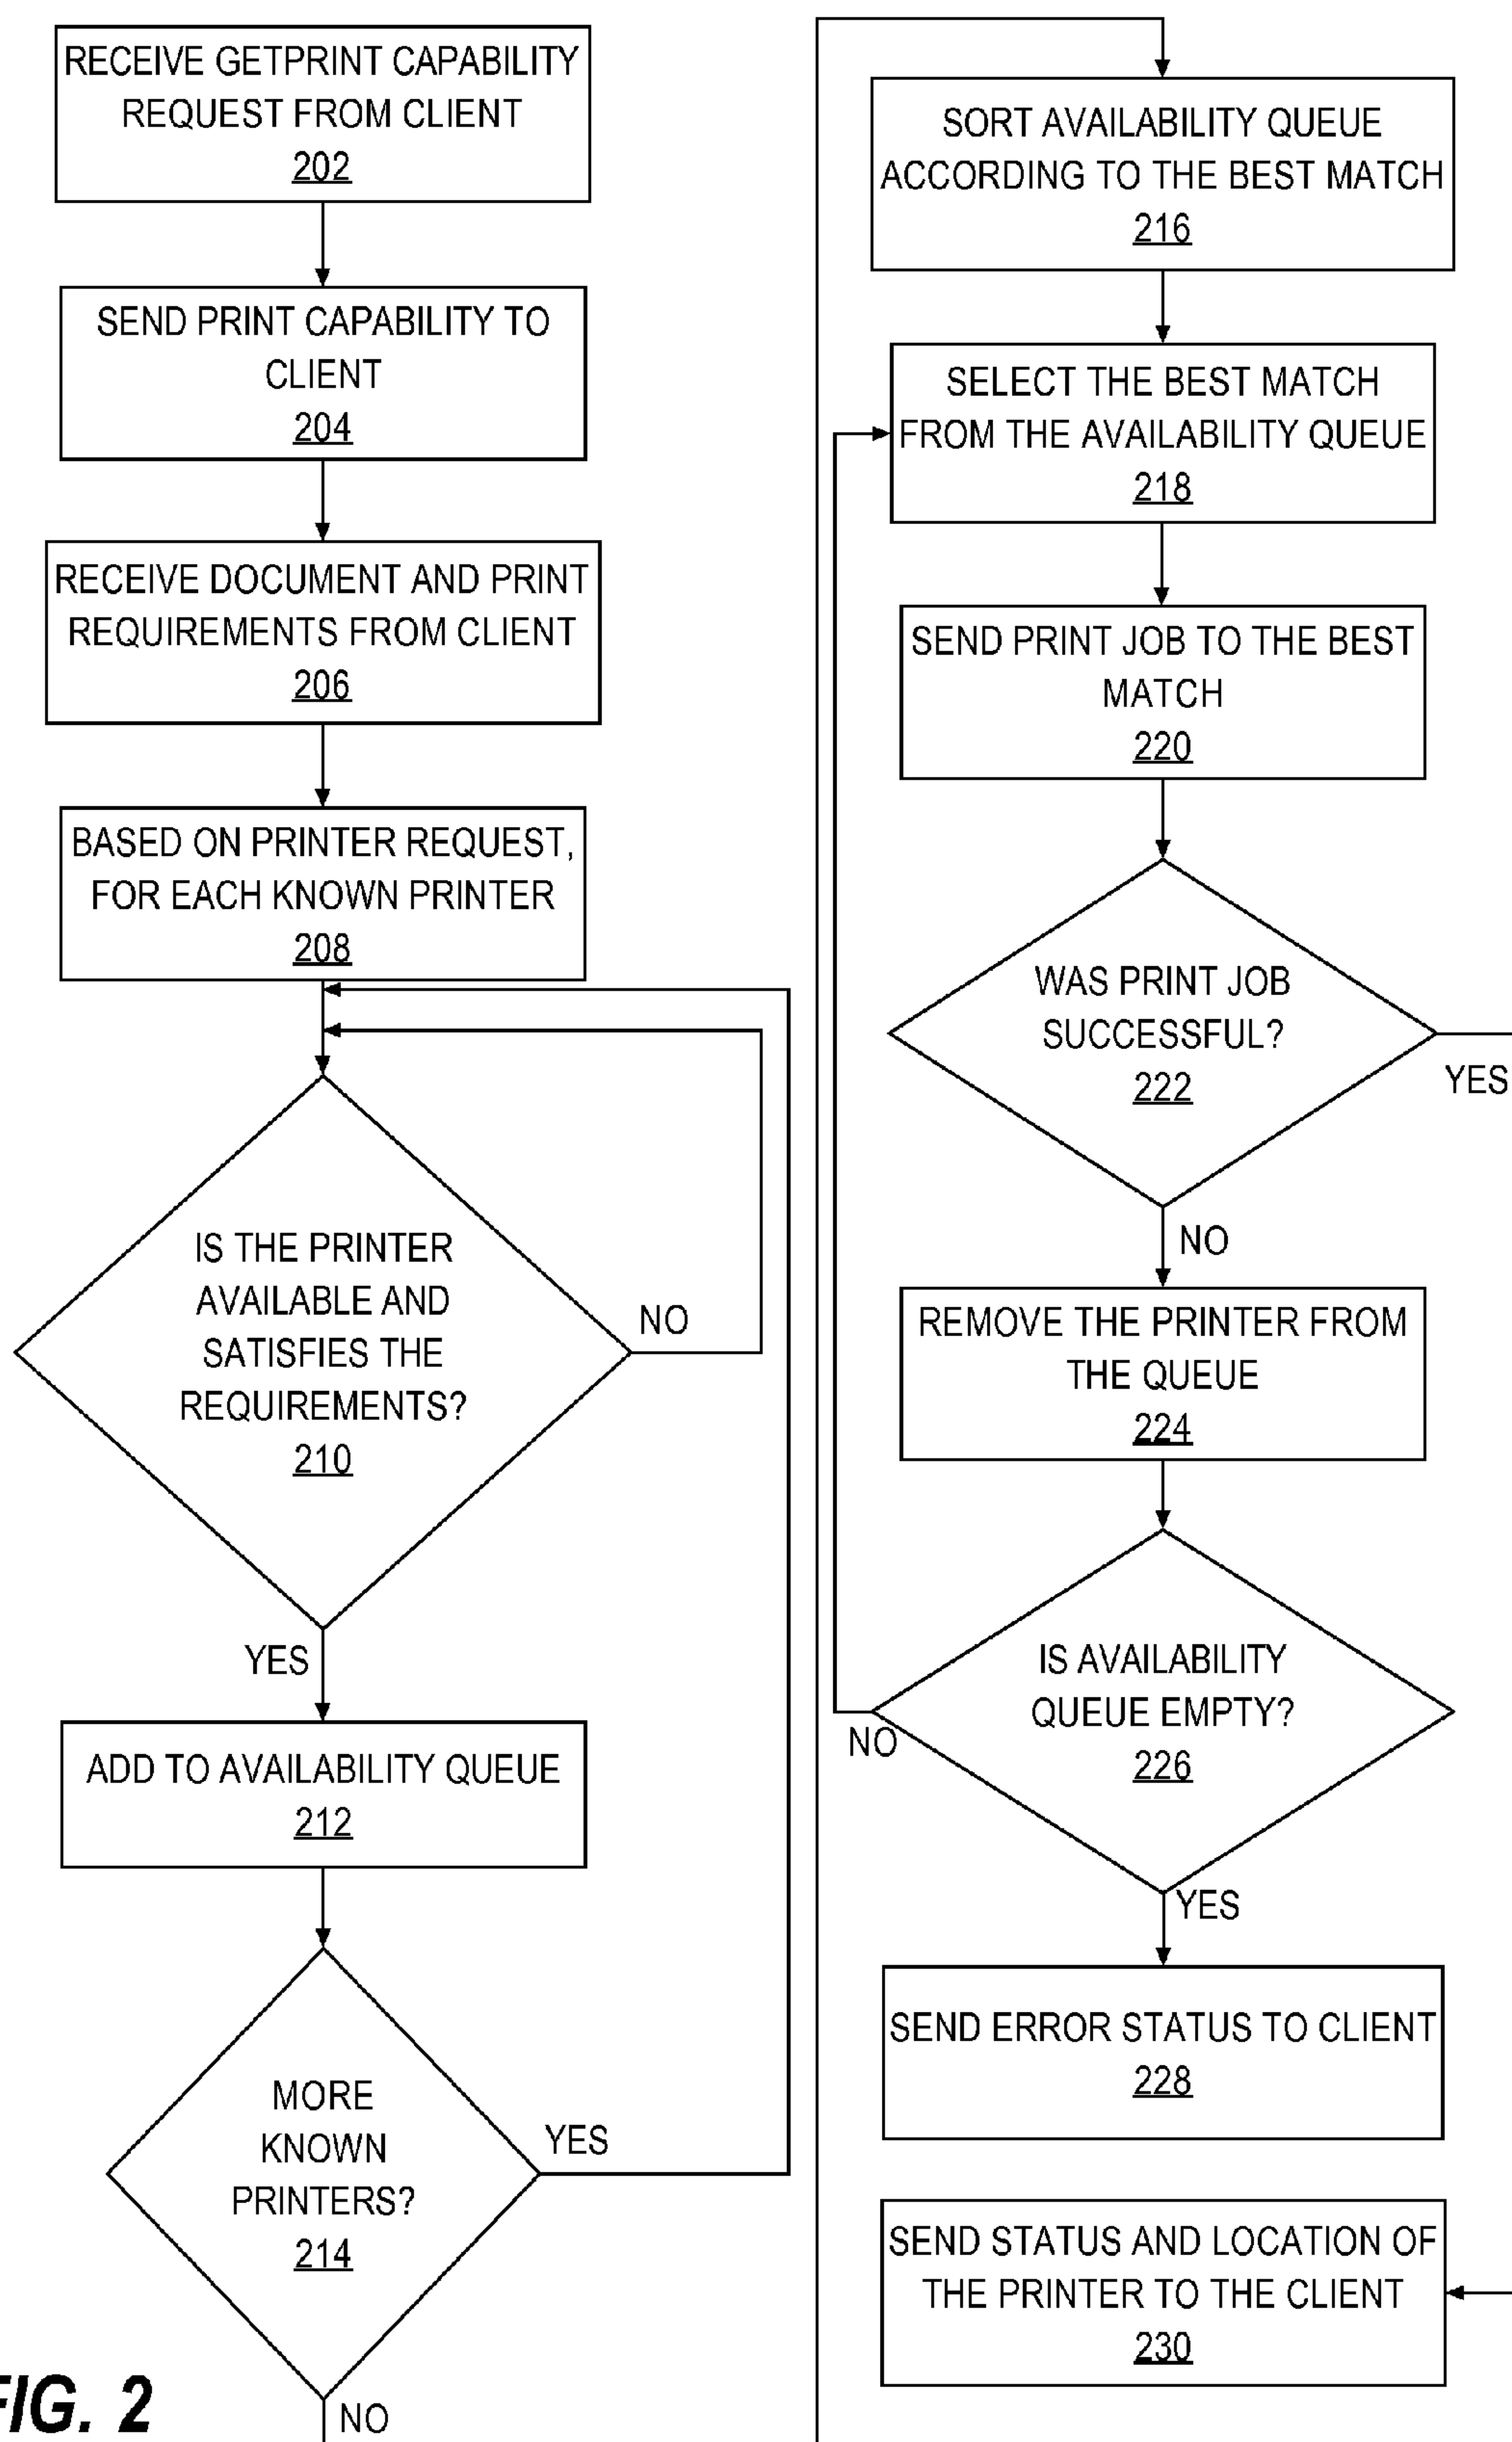 RECEIVE GETPRINT CAPABILITY
REQUEST FROM CLIENT
202
SEND PRINT CAPABILITY TO
CLIENT
204
RECEIVE DOCUMENT AND PRINT
REQUIREMENTS FROM CLIENT
206
BASED ON PRINTER REQUEST,
FOR EACH KNOWN PRINTER
208
IS THE PRINTER
AVAILABLE AND
SATISFIES THE
REQUIREMENTS?
210
NO
YES
ADD TO AVAILABILITY QUEUE
212
MORE
KNOWN
PRINTERS?
214
YES
NO
FIG. 2
SORT AVAILABILITY QUEUE
ACCORDING TO THE BEST MATCH
216
SELECT THE BEST MATCH
FROM THE AVAILABILITY QUEUE
218
SEND PRINT JOB TO THE BEST
MATCH
220
WAS PRINT JOB
SUCCESSFUL?
222
YES
NO
REMOVE THE PRINTER FROM
THE QUEUE
224
IS AVAILABILITY
QUEUE EMPTY?
226
NO
YES
SEND ERROR STATUS TO CLIENT
228
SEND STATUS AND LOCATION OF
THE PRINTER TO THE CLIENT
230